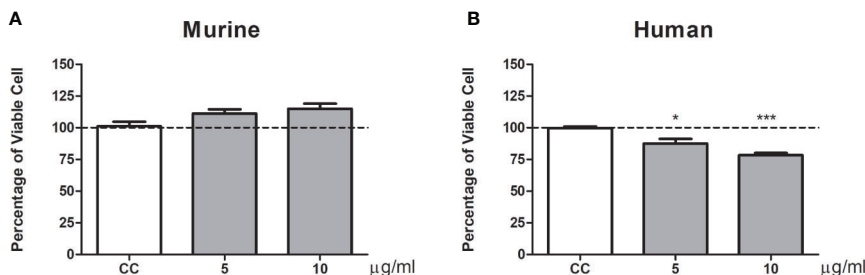 A
Murine
Percentage of Viable Cell
150
125
100
75
50
25
0
CC 5 10 μg/ml
B
Human
Percentage of Viable Cell
150
125
100
75
50
25
0
* ***
CC 5 10 μg/ml